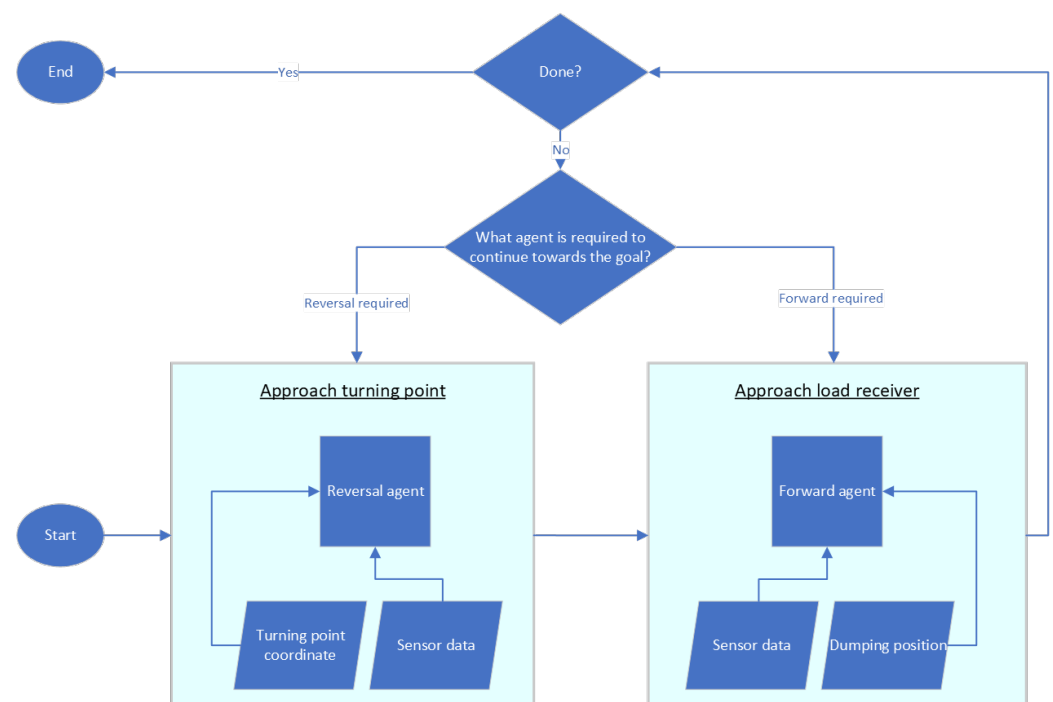 End
Yes
Done?
No
What agent is required to
continue towards the goal?
Reversal required
Forward required
Approach turning point
Approach load receiver
Reversal agent
Forward agent
Start
Turning point
coordinate
Sensor data
Sensor data
Dumping position